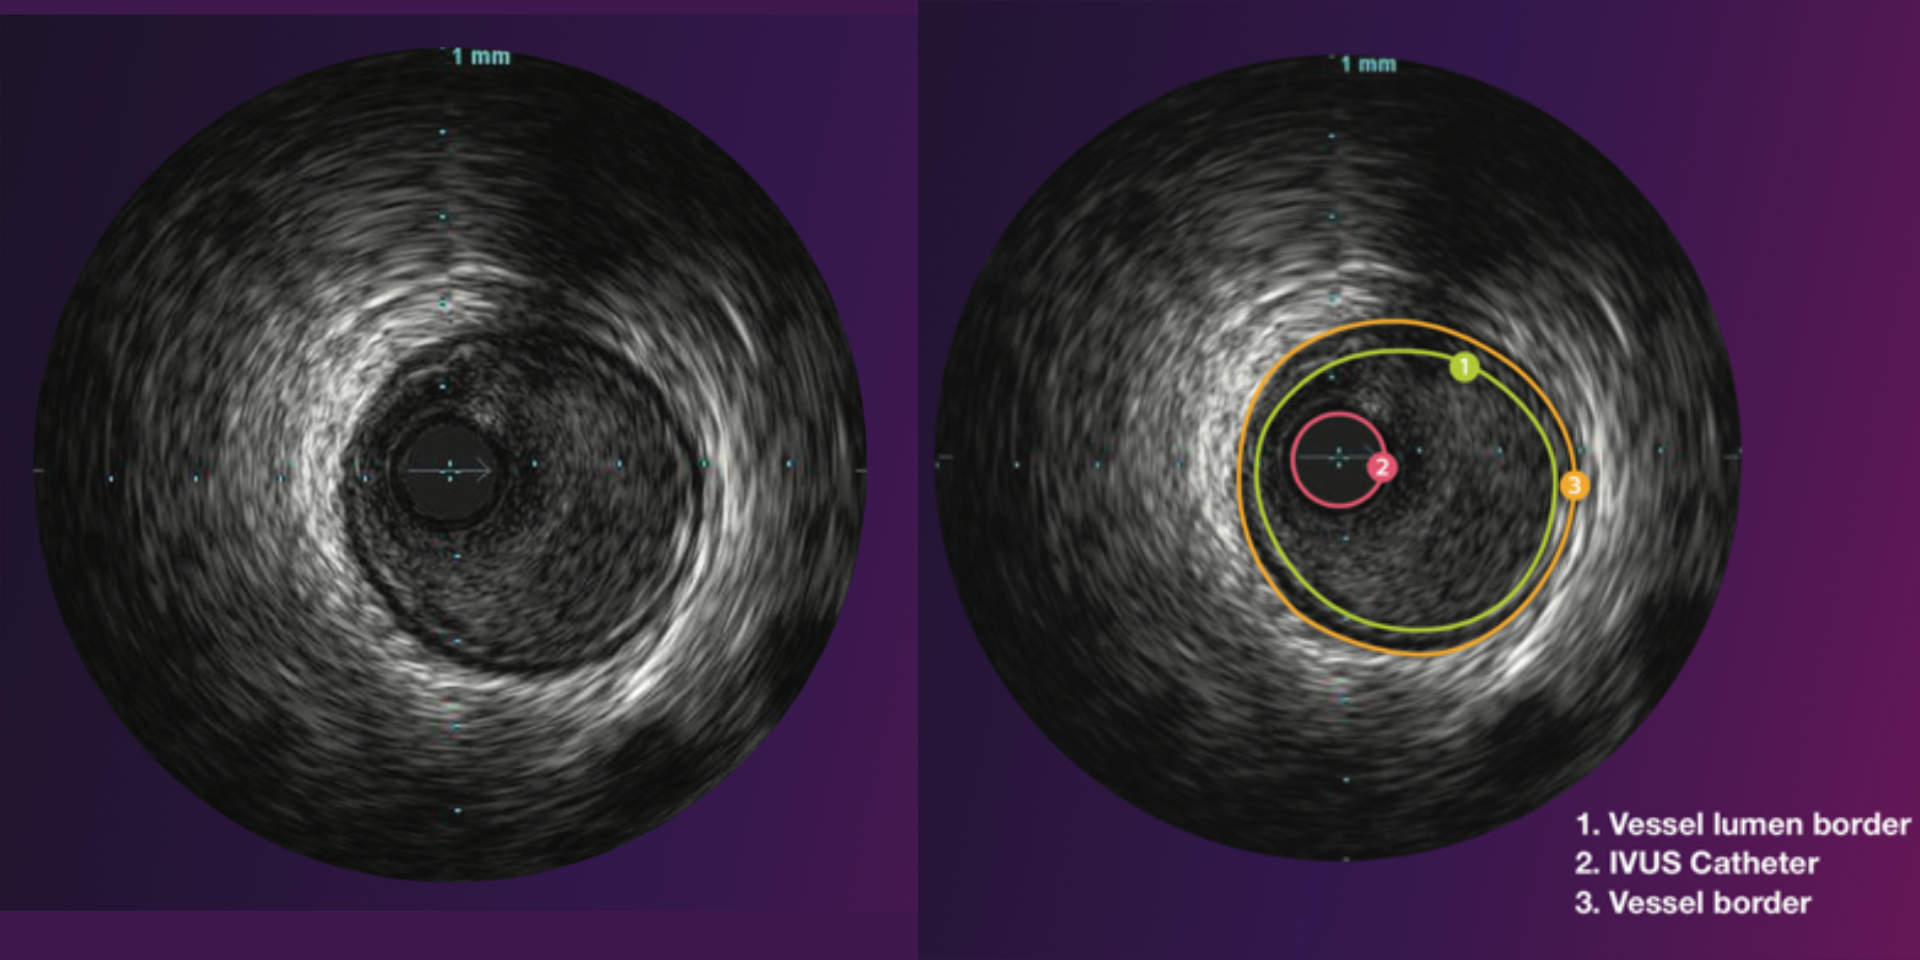 1 mm
1 mm
1
2
3
1. Vessel lumen border
2. IVUS Catheter
3. Vessel border